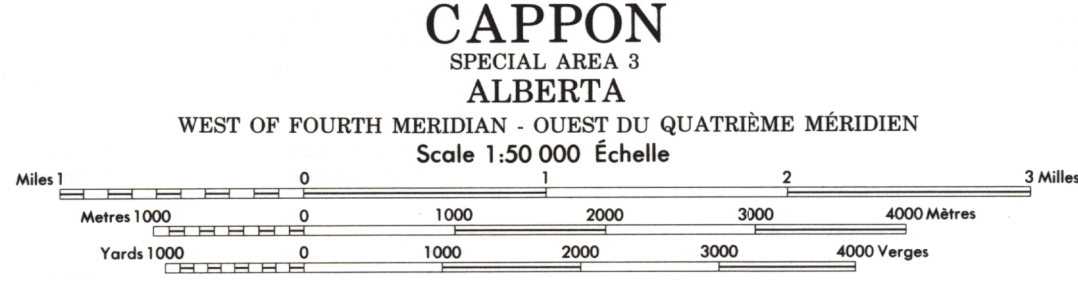 CAPPON
SPECIAL AREA 3
ALBERTA
WEST OF FOURTH MERIDIAN - OUEST DU QUATRIÈME MÉRIDIEN
Scale 1:50 000 Échelle
Miles 1 0 1 2 3 Milles
Metres 1000 0 1000 2000 3000 4000 Mètres
Yards 1000 0 1000 2000 3000 4000 Verges